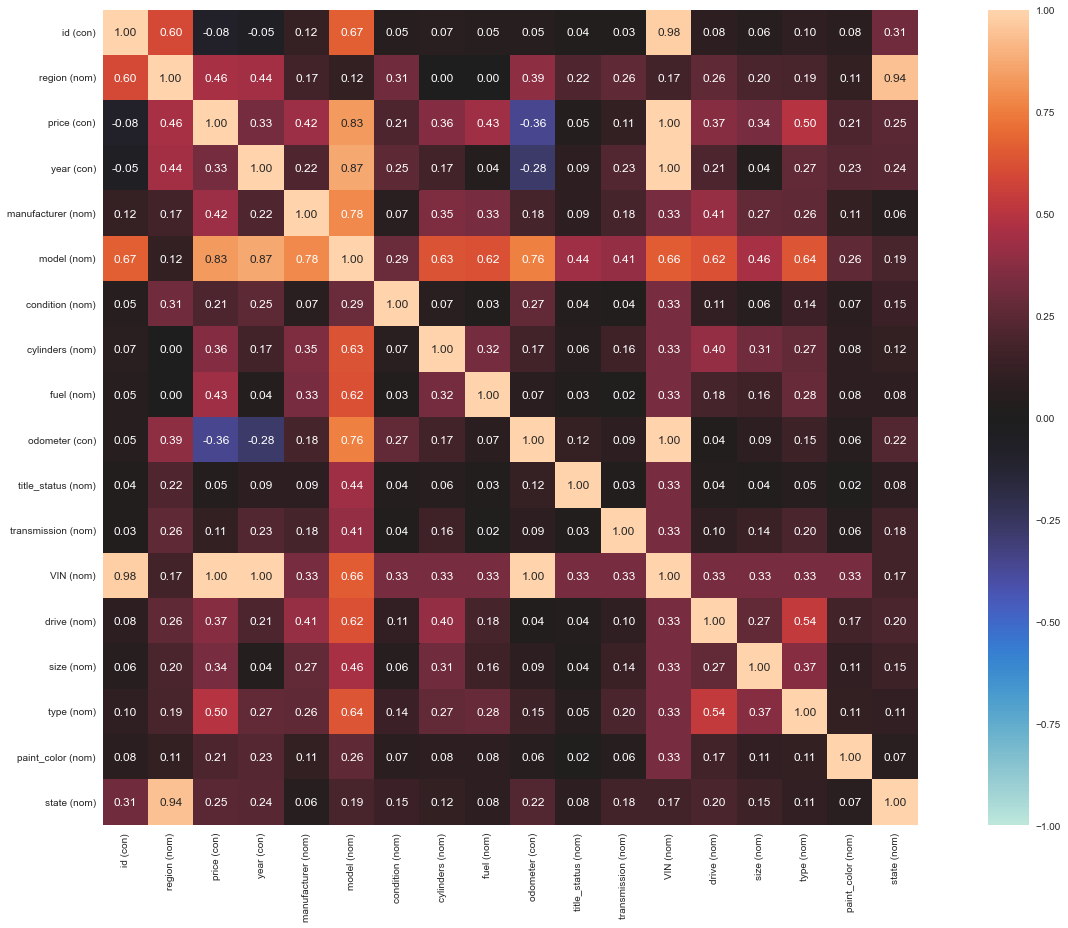 id (con) 1.00 0.60 -0.08 -0.05 0.12 0.67 0.05 0.07 0.05 0.05 0.04 0.03 0.98 0.08 0.06 0.10 0.08 0.31
region (nom) 0.60 1.00 0.46 0.44 0.17 0.12 0.31 0.00 0.00 0.39 0.22 0.26 0.17 0.26 0.20 0.19 0.11 0.94
price (con) -0.08 0.46 1.00 0.33 0.42 0.83 0.21 0.36 0.43 -0.36 0.05 0.11 1.00 0.37 0.34 0.50 0.21 0.25
year (con) -0.05 0.44 0.33 1.00 0.22 0.87 0.25 0.17 0.04 -0.28 0.09 0.23 1.00 0.21 0.04 0.27 0.23 0.24
manufacturer (nom) 0.12 0.17 0.42 0.22 1.00 0.78 0.07 0.35 0.33 0.18 0.09 0.18 0.33 0.41 0.27 0.26 0.11 0.06
model (nom) 0.67 0.12 0.83 0.87 0.78 1.00 0.29 0.63 0.62 0.76 0.44 0.41 0.66 0.62 0.46 0.64 0.26 0.19
condition (nom) 0.05 0.31 0.21 0.25 0.07 0.29 1.00 0.07 0.03 0.27 0.04 0.04 0.33 0.11 0.06 0.14 0.07 0.15
cylinders (nom) 0.07 0.00 0.36 0.17 0.35 0.63 0.07 1.00 0.32 0.17 0.06 0.16 0.33 0.40 0.31 0.27 0.08 0.12
fuel (nom) 0.05 0.00 0.43 0.04 0.33 0.62 0.03 0.32 1.00 0.07 0.03 0.02 0.33 0.18 0.16 0.28 0.08 0.08
odometer (con) 0.05 0.39 -0.36 -0.28 0.18 0.76 0.27 0.17 0.07 1.00 0.12 0.09 1.00 0.04 0.09 0.15 0.06 0.22
title_status (nom) 0.04 0.22 0.05 0.09 0.09 0.44 0.04 0.06 0.03 0.12 1.00 0.03 0.33 0.04 0.04 0.05 0.02 0.08
transmission (nom) 0.03 0.26 0.11 0.23 0.18 0.41 0.04 0.16 0.02 0.09 0.03 1.00 0.33 0.10 0.14 0.20 0.06 0.18
VIN (nom) 0.98 0.17 1.00 1.00 0.33 0.66 0.33 0.33 0.33 1.00 0.33 0.33 1.00 0.33 0.33 0.33 0.33 0.17
drive (nom) 0.08 0.26 0.37 0.21 0.41 0.62 0.11 0.40 0.18 0.04 0.04 0.10 0.33 1.00 0.27 0.54 0.17 0.20
size (nom) 0.06 0.20 0.34 0.04 0.27 0.46 0.06 0.31 0.16 0.09 0.04 0.14 0.33 0.27 1.00 0.37 0.11 0.15
type (nom) 0.10 0.19 0.50 0.27 0.26 0.64 0.14 0.27 0.28 0.15 0.05 0.20 0.33 0.54 0.37 1.00 0.11 0.11
paint_color (nom) 0.08 0.11 0.21 0.23 0.11 0.26 0.07 0.08 0.08 0.06 0.02 0.06 0.33 0.17 0.11 0.11 1.00 0.07
state (nom) 0.31 0.94 0.25 0.24 0.06 0.19 0.15 0.12 0.08 0.22 0.08 0.18 0.17 0.20 0.15 0.11 0.07 1.00
id (con)
region (nom)
price (con)
year (con)
manufacturer (nom)
model (nom)
condition (nom)
cylinders (nom)
fuel (nom)
odometer (con)
title_status (nom)
transmission (nom)
VIN (nom)
drive (nom)
size (nom)
type (nom)
paint_color (nom)
state (nom)
1.00
0.75
0.50
0.25
0.00
−0.25
−0.50
−0.75
−1.00